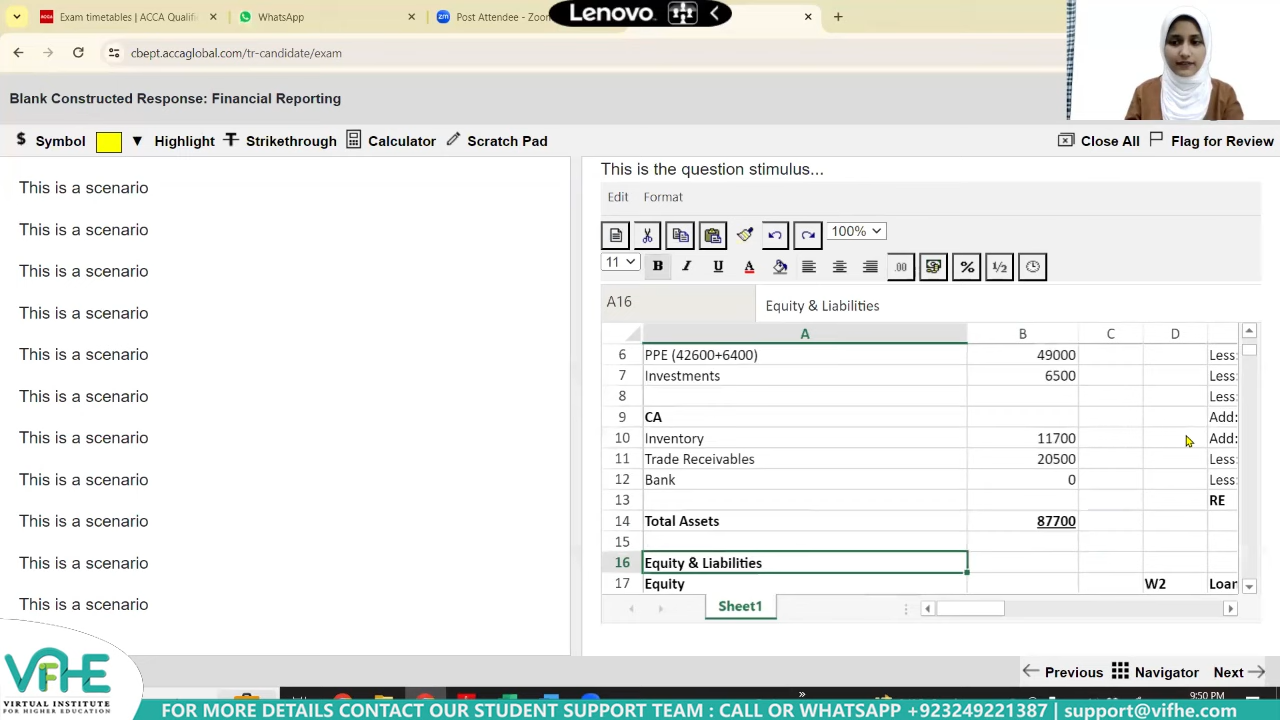 Exam timetables | ACCA Qualifi
WhatsApp
Post Attendee - Zoo
Lenovo
cbept.accaglobal.com/tr-candidate/exam
Blank Constructed Response: Financial Reporting
$ Symbol Highlight Strikethrough Calculator Scratch Pad Close All Flag for Review
This is a scenario
This is a scenario
This is a scenario
This is a scenario
This is a scenario
This is a scenario
This is a scenario
This is a scenario
This is a scenario
This is a scenario
This is a scenario
This is the question stimulus...
Edit Format
100%
11 B I U A .00 % 1/2
A16 Equity & Liabilities
A B C D
6 PPE (42600+6400) 49000 Less:
7 Investments 6500 Less:
8 Less:
9 CA Add:
10 Inventory 11700 Add:
11 Trade Receivables 20500 Less:
12 Bank 0 Less:
13 RE
14 Total Assets 87700
15
16 Equity & Liabilities
17 Equity W2 Loan
Sheet1
Previous Navigator Next
9:50 PM
VIFHE
VIRTUAL INSTITUTE
FOR HIGHER EDUCATION
FOR MORE DETAILS CONTACT OUR STUDENT SUPPORT TEAM : CALL OR WHATSAPP +923249221387 | support@vifhe.com